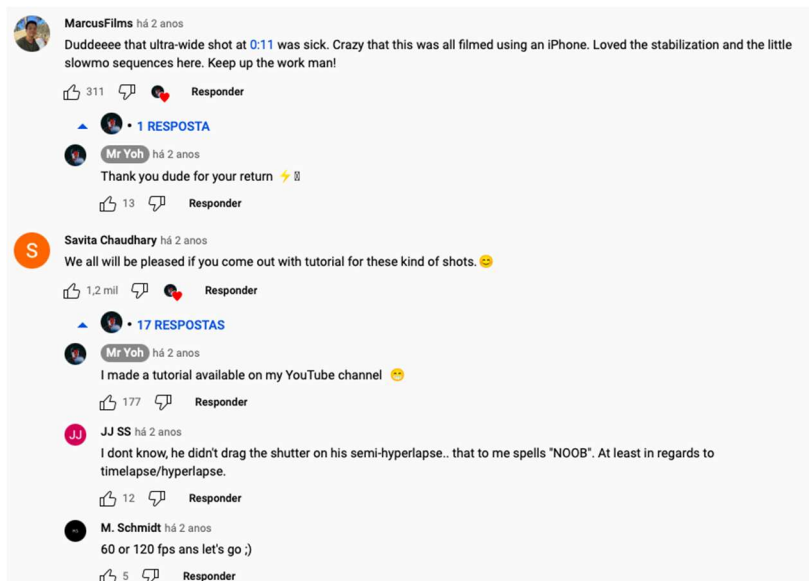 MarcusFilms há 2 anos
Duddeeee that ultra-wide shot at 0:11 was sick. Crazy that this was all filmed using an iPhone. Loved the stabilization and the little
slowmo sequences here. Keep up the work man!
311 Responder
• 1 RESPOSTA
Mr Yoh há 2 anos
Thank you dude for your return ⚡
13 Responder
S
Savita Chaudhary há 2 anos
We all will be pleased if you come out with tutorial for these kind of shots.😊
1,2 mil Responder
• 17 RESPOSTAS
Mr Yoh há 2 anos
I made a tutorial available on my YouTube channel 😁
177 Responder
JJ
JJ SS há 2 anos
I dont know, he didn't drag the shutter on his semi-hyperlapse.. that to me spells "NOOB". At least in regards to
timelapse/hyperlapse.
12 Responder
M. Schmidt há 2 anos
60 or 120 fps ans let's go ;)
5 Responder